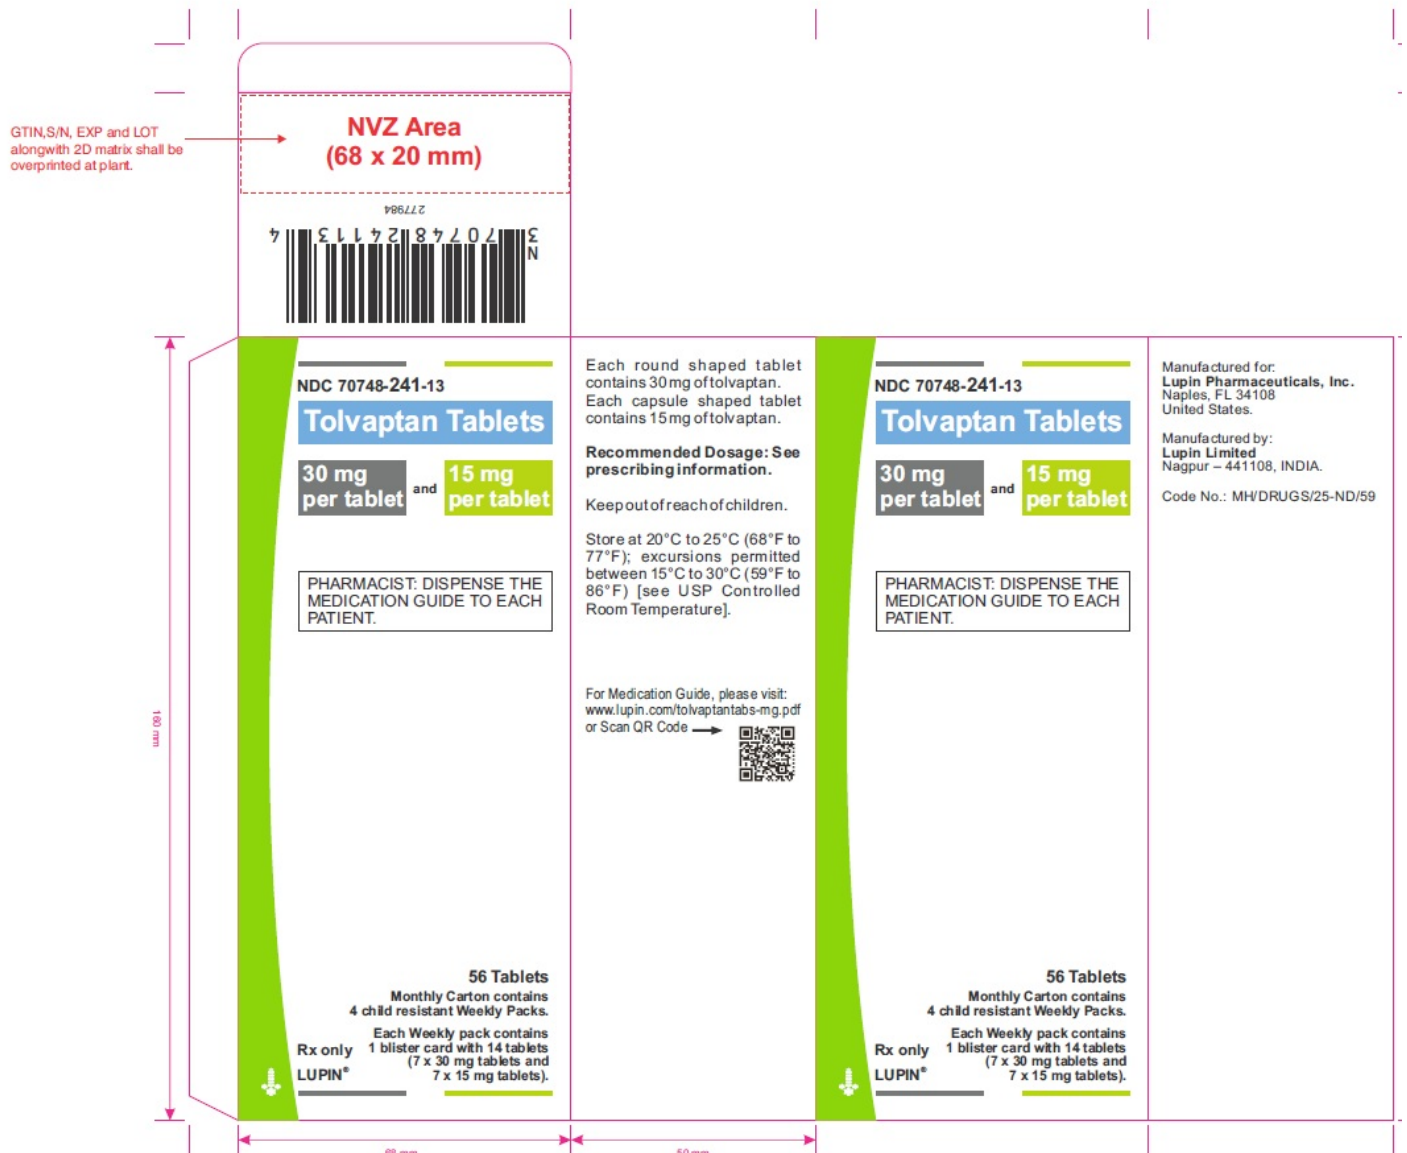 GTIN,S/N, EXP and LOT
alongwith 2D matrix shall be
overprinted at plant.
NVZ Area
(68 x 20 mm)
277984
3 70748 24113 4
N
NDC 70748-241-13
Tolvaptan Tablets
30 mg
per tablet
and
15 mg
per tablet
PHARMACIST: DISPENSE THE
MEDICATION GUIDE TO EACH
PATIENT.
56 Tablets
Monthly Carton contains
4 child resistant Weekly Packs.
Each Weekly pack contains
1 blister card with 14 tablets
(7 x 30 mg tablets and
7 x 15 mg tablets).
Rx only
LUPIN®
Each round shaped tablet
contains 30 mg of tolvaptan.
Each capsule shaped tablet
contains 15 mg of tolvaptan.
Recommended Dosage: See
prescribing information.
Keep out of reach of children.
Store at 20°C to 25°C (68°F to
77°F); excursions permitted
between 15°C to 30°C (59°F to
86°F) [see USP Controlled
Room Temperature].
For Medication Guide, please visit:
www.lupin.com/tolvaptantabs-mg.pdf
or Scan QR Code
NDC 70748-241-13
Tolvaptan Tablets
30 mg
per tablet
and
15 mg
per tablet
PHARMACIST: DISPENSE THE
MEDICATION GUIDE TO EACH
PATIENT.
56 Tablets
Monthly Carton contains
4 child resistant Weekly Packs.
Each Weekly pack contains
1 blister card with 14 tablets
(7 x 30 mg tablets and
7 x 15 mg tablets).
Rx only
LUPIN®
Manufactured for:
Lupin Pharmaceuticals, Inc.
Naples, FL 34108
United States.
Manufactured by:
Lupin Limited
Nagpur – 441108, INDIA.
Code No.: MH/DRUGS/25-ND/59
160 mm